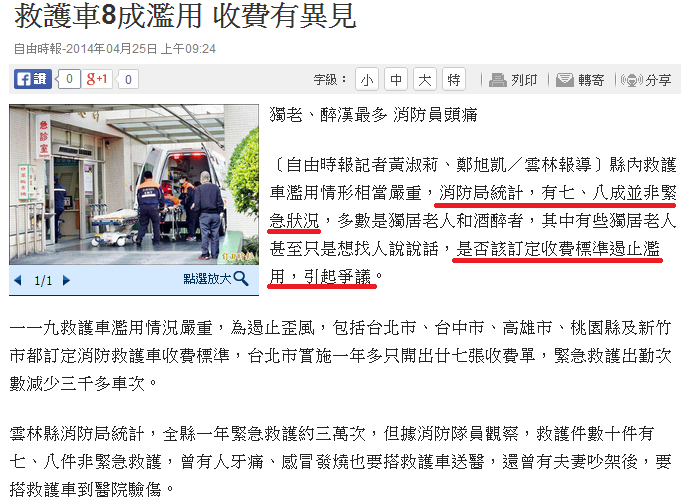 救護車8成濫用 收費有異見
自由時報-2014年04月25日 上午09:24
讚 0 g+1 0 字級： 小 中 大 特 列印 轉寄 分享
急診室
1/1 點選放大
獨老、醉漢最多 消防員頭痛
〔自由時報記者黃淑莉、鄭旭凱／雲林報導〕縣內救護
車濫用情形相當嚴重，消防局統計，有七、八成並非緊
急狀況，多數是獨居老人和酒醉者，其中有些獨居老人
甚至只是想找人說說話，是否該訂定收費標準遏止濫
用，引起爭議。
一一九救護車濫用情況嚴重，為遏止歪風，包括台北市、台中市、高雄市、桃園縣及新竹
市都訂定消防救護車收費標準，台北市實施一年多只開出廿七張收費單，緊急救護出勤次
數減少三千多車次。
雲林縣消防局統計，全縣一年緊急救護約三萬次，但據消防隊員觀察，救護件數十件有
七、八件非緊急救護，曾有人牙痛、感冒發燒也要搭救護車送醫，還曾有夫妻吵架後，要
搭救護車到醫院驗傷。